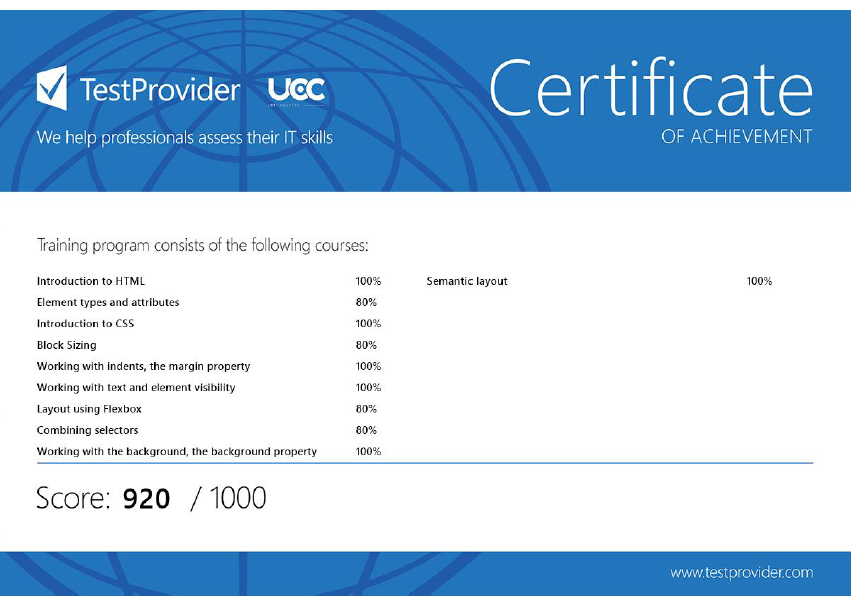 TestProvider
UCC
Certificate
We help professionals assess their IT skills
OF ACHIEVEMENT
Training program consists of the following courses:
Introduction to HTML 100% Semantic layout 100%
Element types and attributes 80%
Introduction to CSS 100%
Block Sizing 80%
Working with indents, the margin property 100%
Working with text and element visibility 100%
Layout using Flexbox 80%
Combining selectors 80%
Working with the background, the background property 100%
Score: 920 / 1000
www.testprovider.com